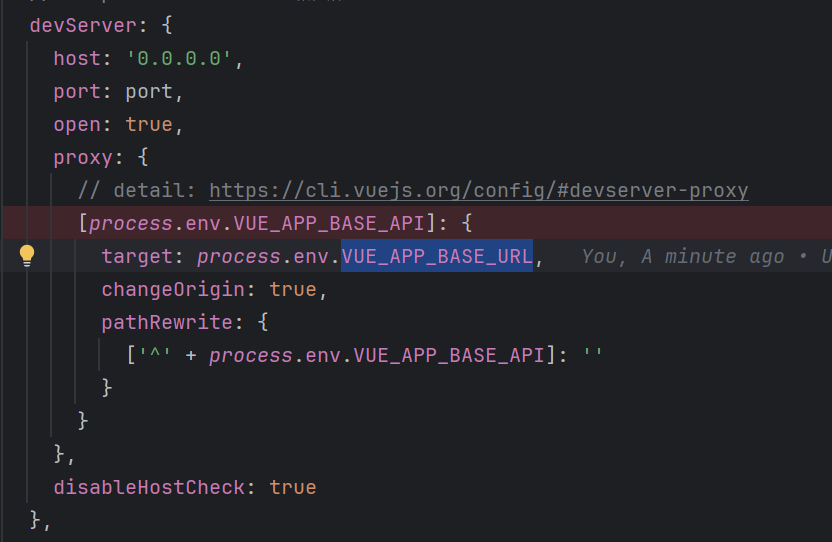 devServer: {
host: '0.0.0.0',
port: port,
open: true,
proxy: {
// detail: https://cli.vuejs.org/config/#devserver-proxy
[process.env.VUE_APP_BASE_API]: {
target: process.env.VUE_APP_BASE_URL, You, A minute ago • U
changeOrigin: true,
pathRewrite: {
['^' + process.env.VUE_APP_BASE_API]: ''
}
}
},
disableHostCheck: true
},